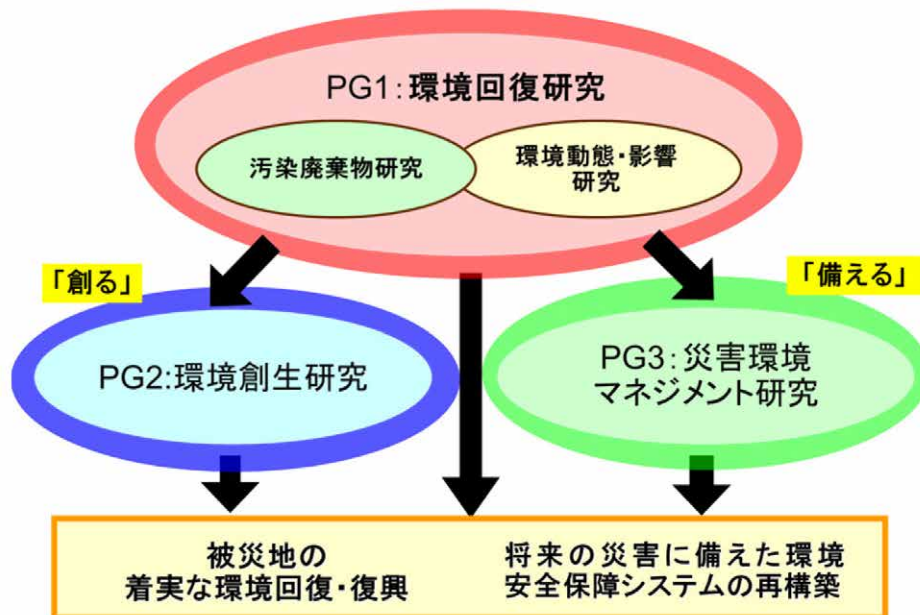 PG1：環境回復研究
汚染廃棄物研究
環境動態・影響
研究
「創る」
「備える」
PG2:環境創生研究
PG3：災害環境
マネジメント研究
被災地の
着実な環境回復・復興
将来の災害に備えた環境
安全保障システムの再構築